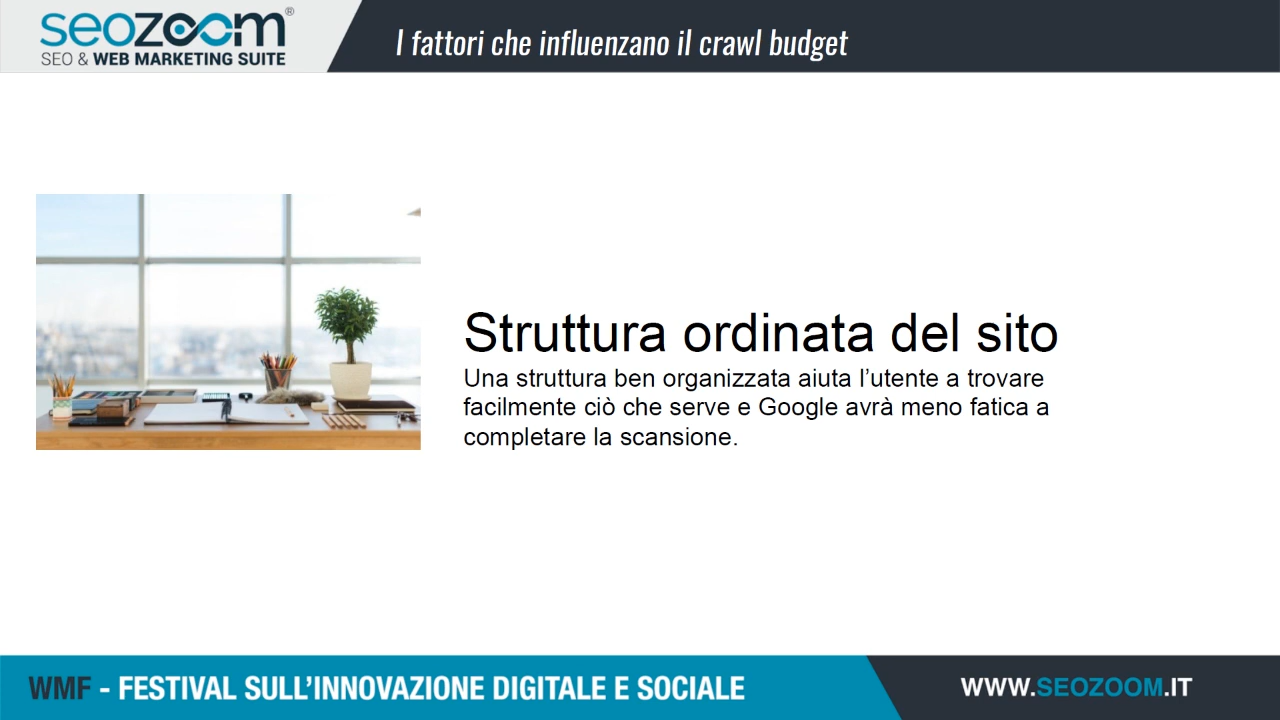 seozoom®
SEO & WEB MARKETING SUITE
I fattori che influenzano il crawl budget
Struttura ordinata del sito
Una struttura ben organizzata aiuta l’utente a trovare
facilmente ciò che serve e Google avrà meno fatica a
completare la scansione.
WMF - FESTIVAL SULL’INNOVAZIONE DIGITALE E SOCIALE
WWW.SEOZOOM.IT